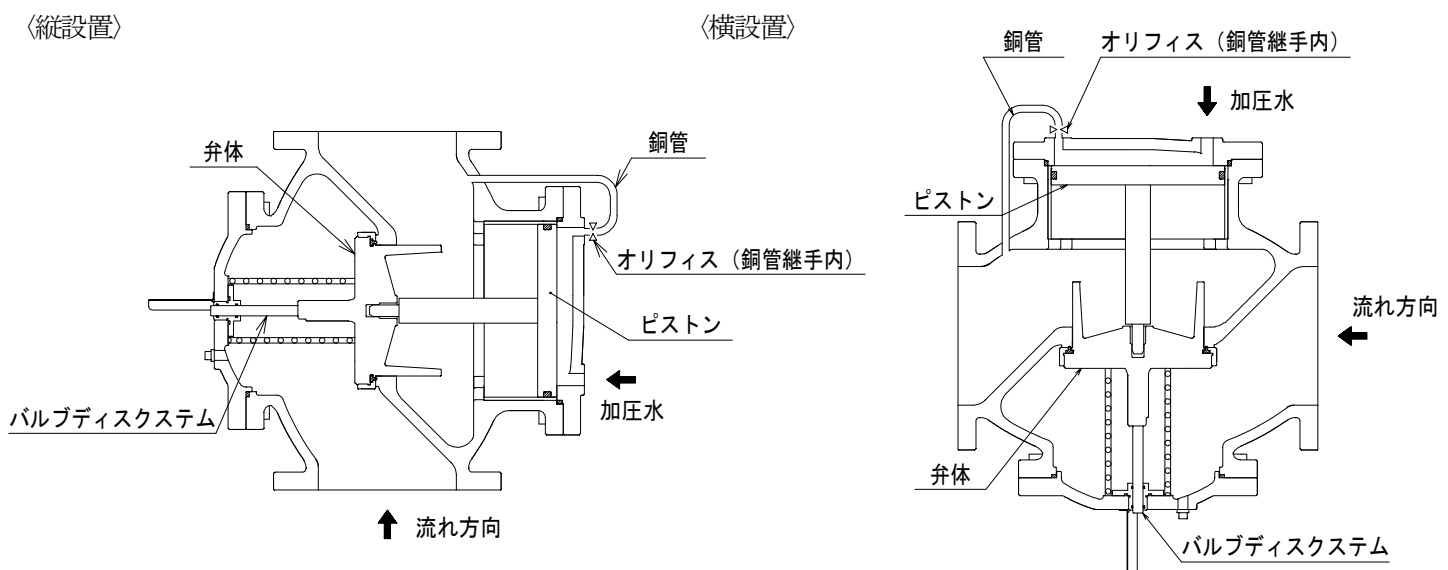 〈縦設置〉
弁体
銅管
オリフィス（銅管継手内）
ピストン
加圧水
バルブディスクステム
流れ方向
〈横設置〉
銅管
オリフィス（銅管継手内）
加圧水
ピストン
流れ方向
弁体
バルブディスクステム